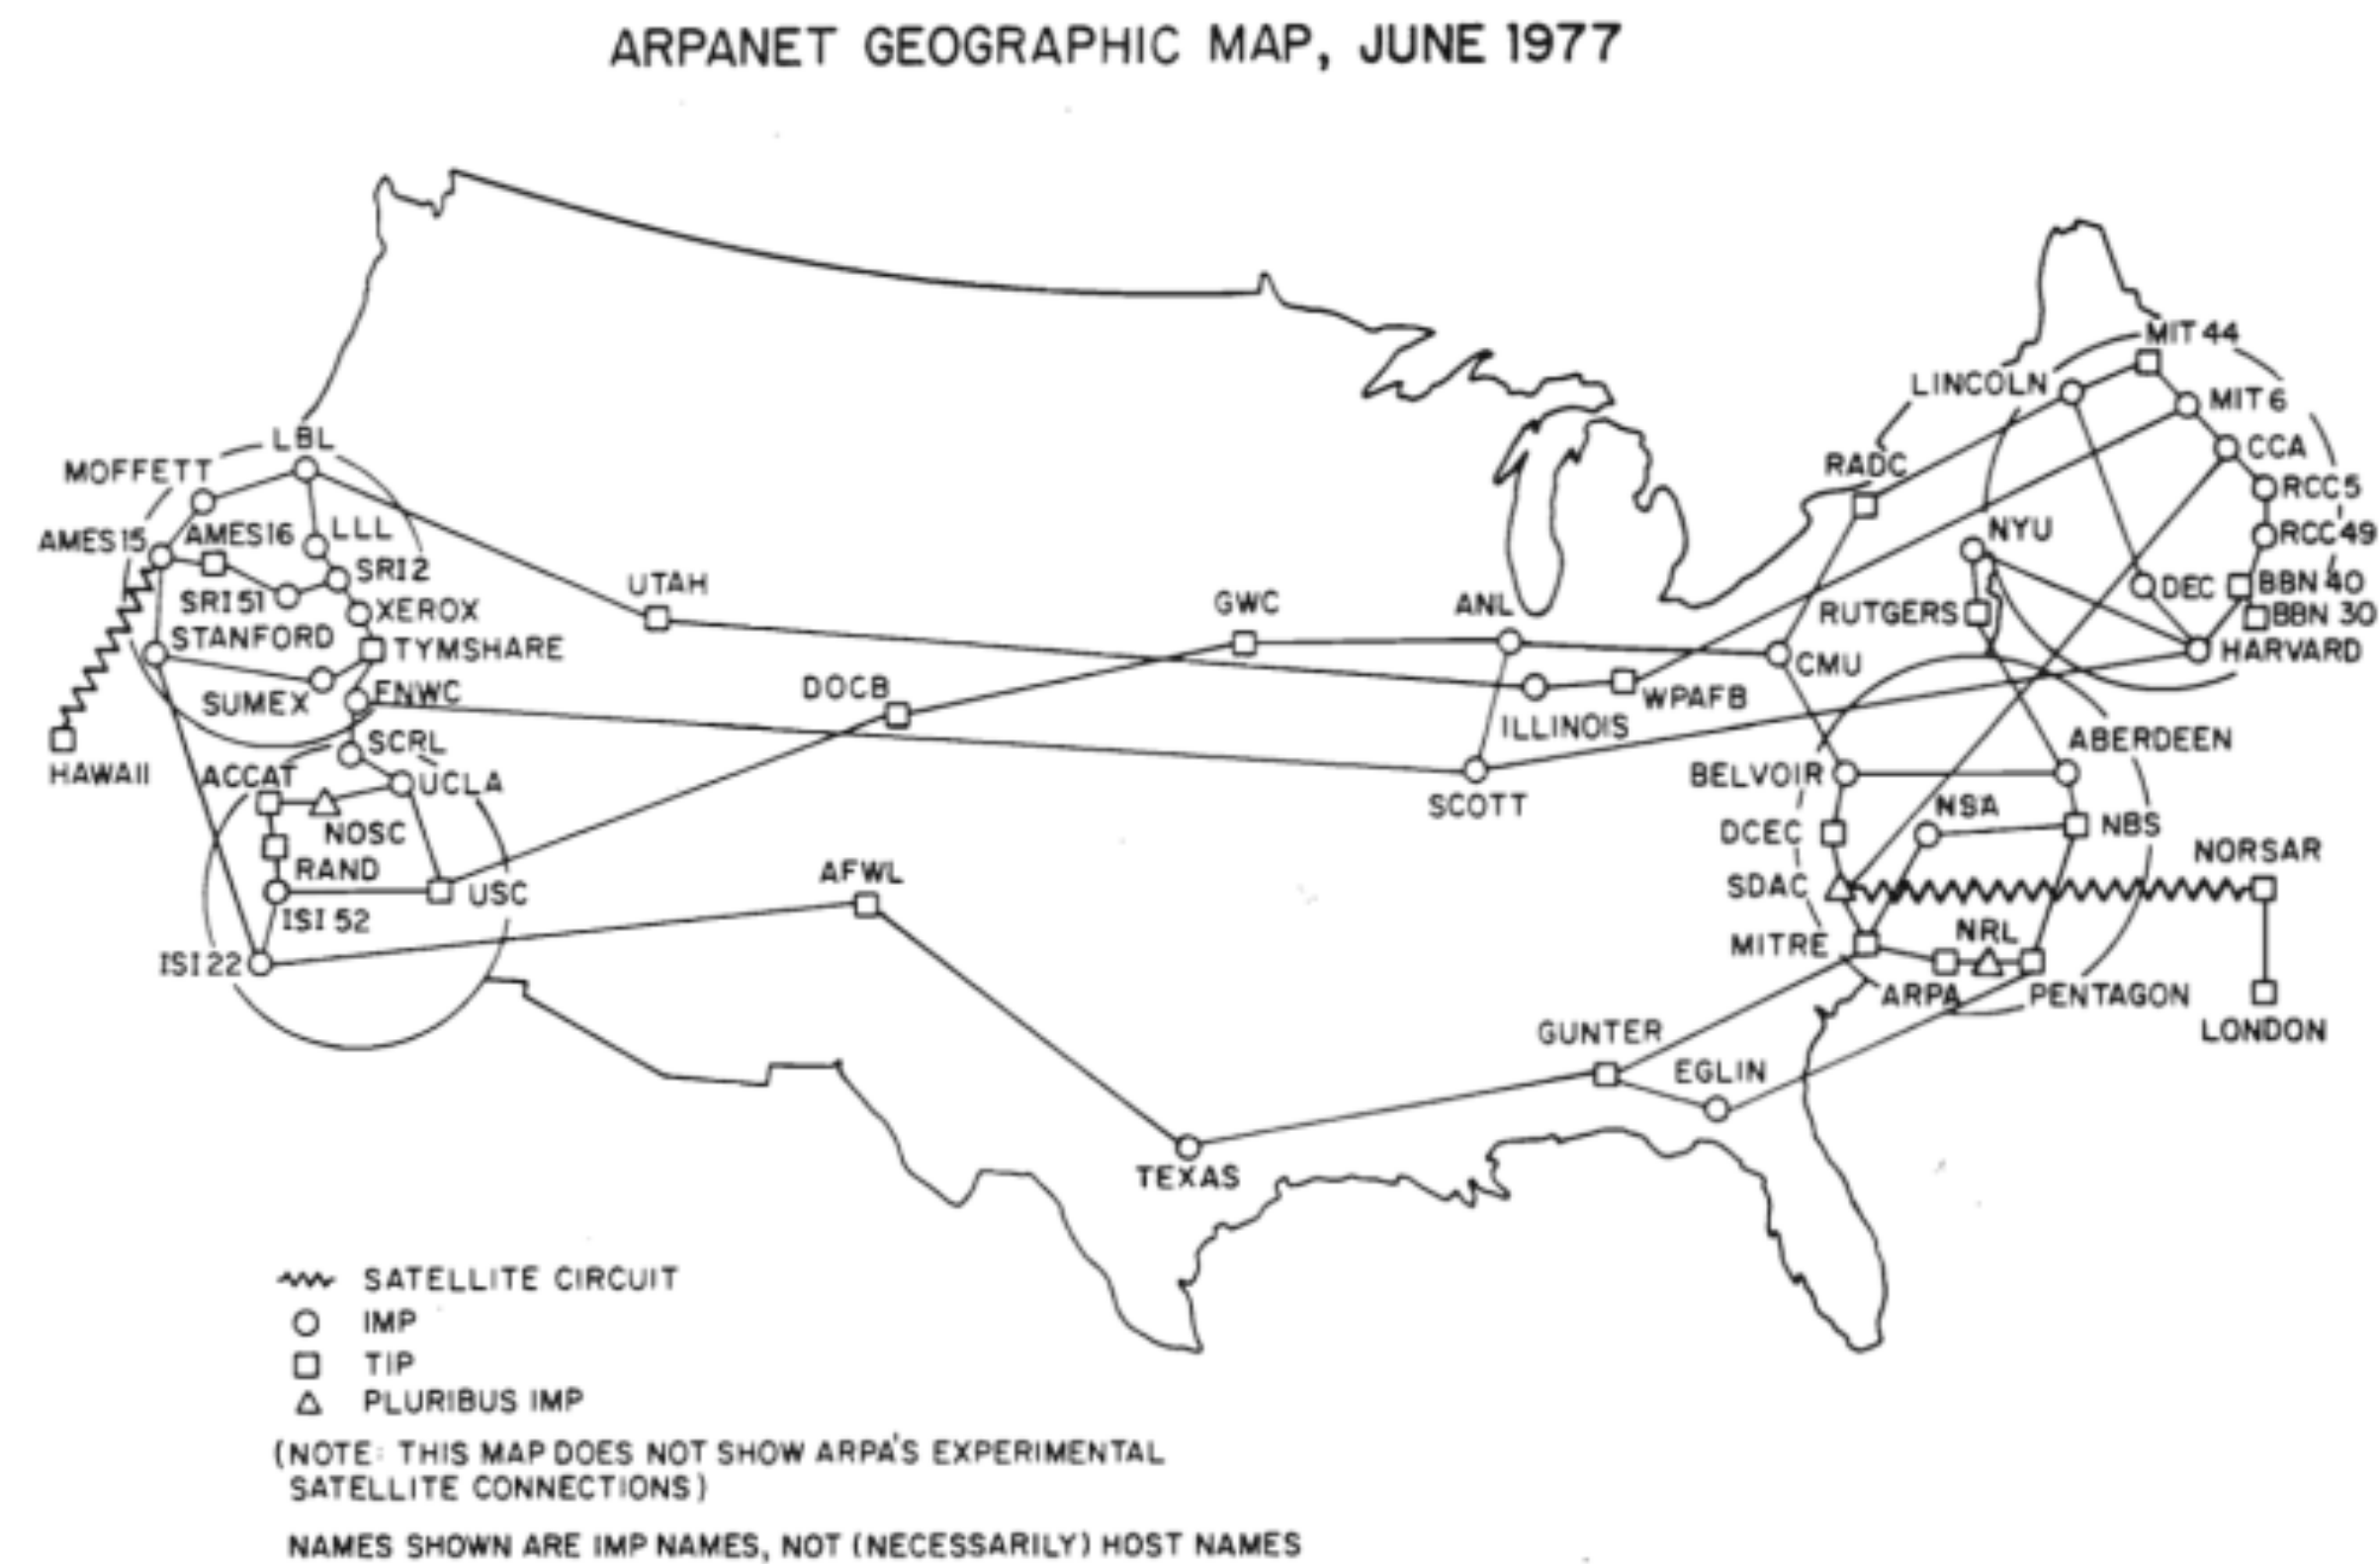 ARPANET GEOGRAPHIC MAP, JUNE 1977
MIT 44
LINCOLN
MIT 6
LBL
CCA
MOFFETT
RADC
RCC 5
AMES 15
AMES 16
LLL
NYU
RCC 49
SRI 2
UTAH
DEC
BBN 40
SRI 51
XEROX
GWC
ANL
RUTGERS
BBN 30
STANFORD
TYMSHARE
HARVARD
CMU
SUMEX
FNWC
DOCB
WPAFB
ILLINOIS
SCRL
ABERDEEN
HAWAII
ACCAT
UCLA
BELVOIR
SCOTT
NSA
NOSC
DCEC
NBS
RAND
AFWL
NORSAR
USC
SDAC
ISI 52
NRL
ISI 22
MITRE
ARPA
PENTAGON
GUNTER
LONDON
EGLIN
TEXAS
SATELLITE CIRCUIT
IMP
TIP
PLURIBUS IMP
(NOTE: THIS MAP DOES NOT SHOW ARPA'S EXPERIMENTAL
SATELLITE CONNECTIONS)
NAMES SHOWN ARE IMP NAMES, NOT (NECESSARILY) HOST NAMES